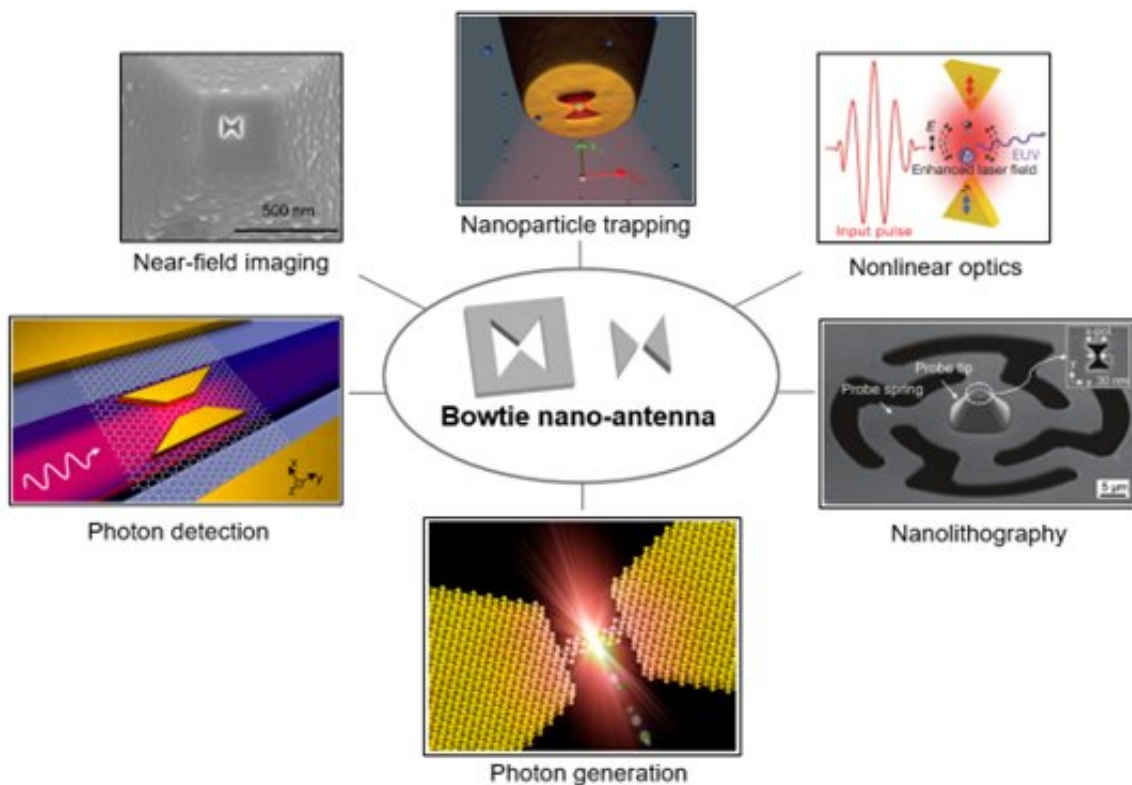 500 nm
Near-field imaging
Nanoparticle trapping
E
EUV
Enhanced laser field
Input pulse
Nonlinear optics
Bowtie nano-antenna
x
y
z
Photon detection
Probe tip
Probe spring
30 nm
5 μm
Nanolithography
Photon generation